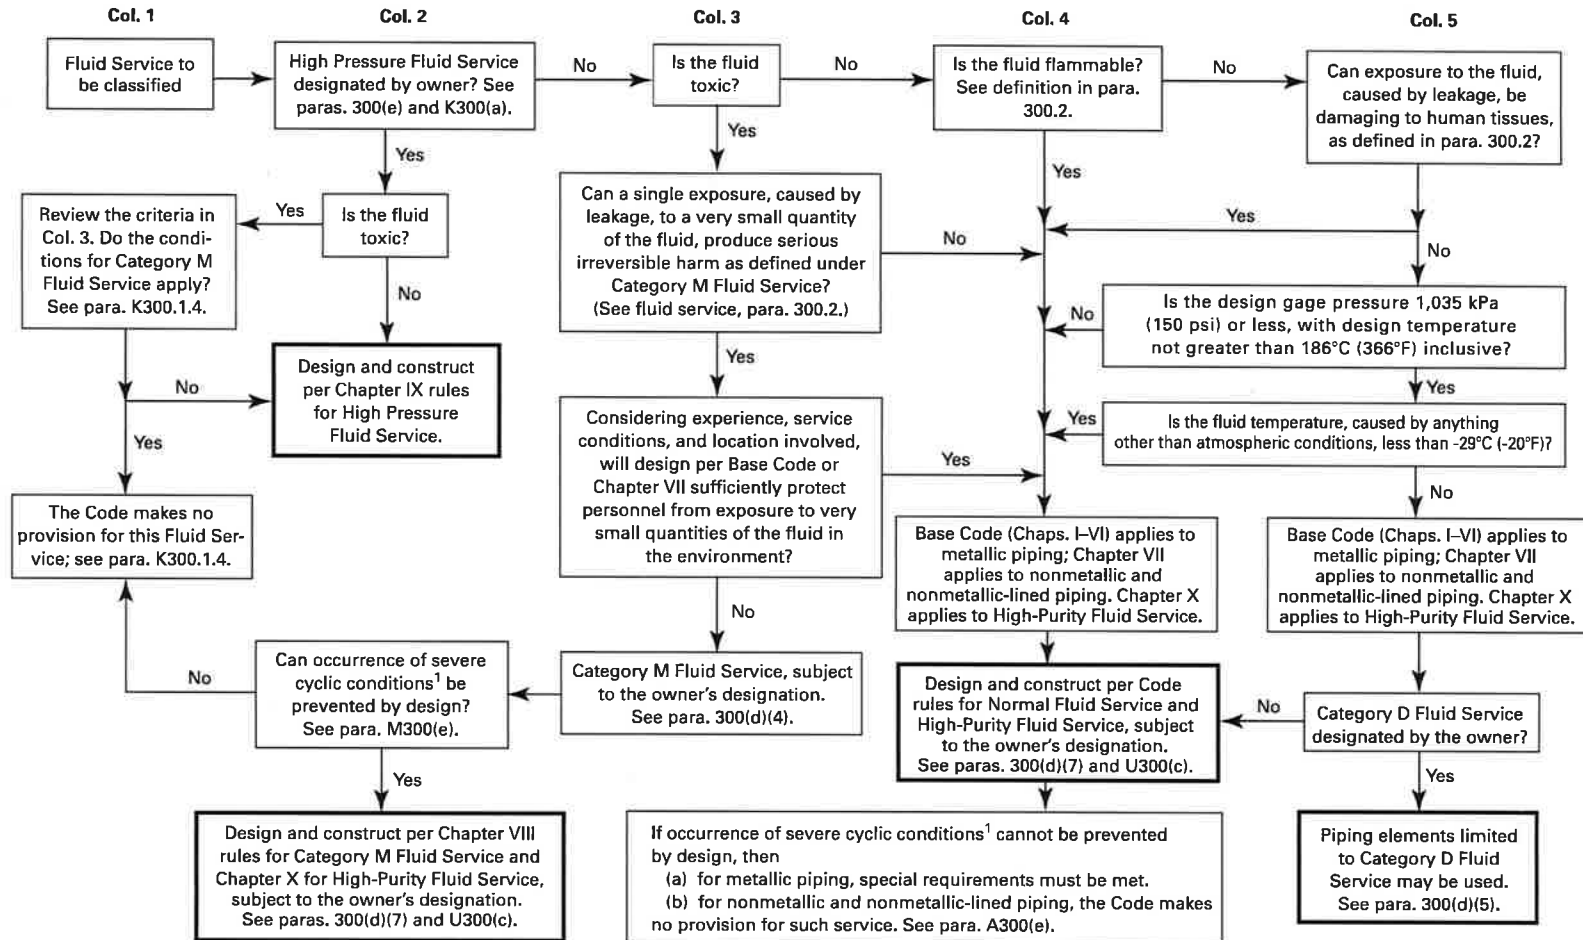 Col. 1
Col. 2
Col. 3
Col. 4
Col. 5
Fluid Service to
be classified
High Pressure Fluid Service
designated by owner? See
paras. 300(e) and K300(a).
No
Is the fluid
toxic?
No
Is the fluid flammable?
See definition in para.
300.2.
No
Can exposure to the fluid,
caused by leakage, be
damaging to human tissues,
as defined in para. 300.2?
Yes
Yes
Yes
Review the criteria in
Col. 3. Do the condi-
tions for Category M
Fluid Service apply?
See para. K300.1.4.
Yes
Is the fluid
toxic?
Can a single exposure, caused by
leakage, to a very small quantity
of the fluid, produce serious
irreversible harm as defined under
Category M Fluid Service?
(See fluid service, para. 300.2.)
No
Yes
No
No
Is the design gage pressure 1,035 kPa
(150 psi) or less, with design temperature
not greater than 186°C (366°F) inclusive?
No
Yes
Yes
Design and construct
per Chapter IX rules
for High Pressure
Fluid Service.
No
Yes
Considering experience, service
conditions, and location involved,
will design per Base Code or
Chapter VII sufficiently protect
personnel from exposure to very
small quantities of the fluid in
the environment?
Yes
Yes
Is the fluid temperature, caused by anything
other than atmospheric conditions, less than -29°C (-20°F)?
No
The Code makes no
provision for this Fluid Ser-
vice; see para. K300.1.4.
Base Code (Chaps. I–VI) applies to
metallic piping; Chapter VII
applies to nonmetallic and
nonmetallic-lined piping. Chapter X
applies to High-Purity Fluid Service.
Base Code (Chaps. I–VI) applies to
metallic piping; Chapter VII
applies to nonmetallic and
nonmetallic-lined piping. Chapter X
applies to High-Purity Fluid Service.
No
No
Can occurrence of severe
cyclic conditions¹ be
prevented by design?
See para. M300(e).
Category M Fluid Service, subject
to the owner's designation.
See para. 300(d)(4).
Design and construct per Code
rules for Normal Fluid Service and
High-Purity Fluid Service, subject
to the owner's designation.
See paras. 300(d)(7) and U300(c).
No
Category D Fluid Service
designated by the owner?
Yes
Yes
Design and construct per Chapter VIII
rules for Category M Fluid Service and
Chapter X for High-Purity Fluid Service,
subject to the owner's designation.
See paras. 300(d)(7) and U300(c).
If occurrence of severe cyclic conditions¹ cannot be prevented
by design, then
(a) for metallic piping, special requirements must be met.
(b) for nonmetallic and nonmetallic-lined piping, the Code makes
no provision for such service. See para. A300(e).
Piping elements limited
to Category D Fluid
Service may be used.
See para. 300(d)(5).